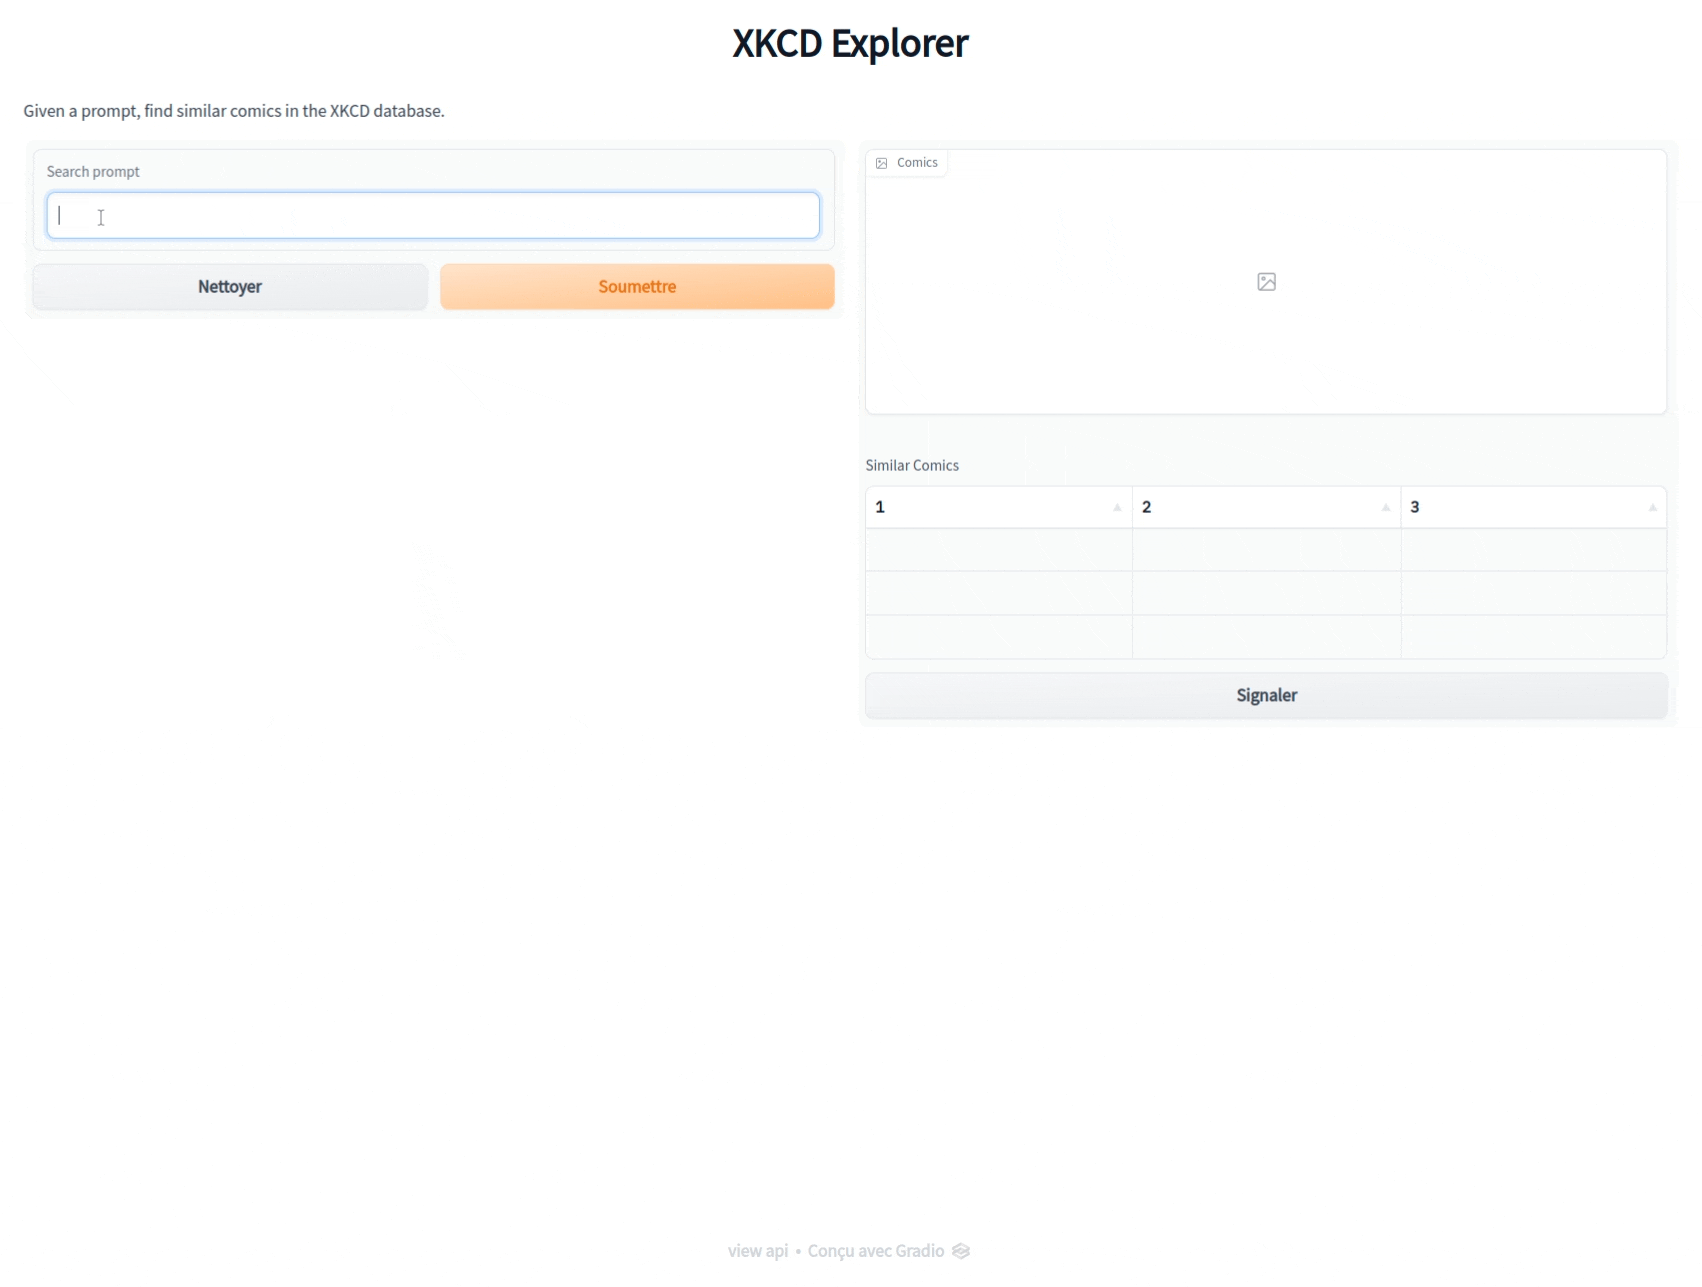 XKCD Explorer
Given a prompt, find similar comics in the XKCD database.
Search prompt
Nettoyer
Soumettre
Comics
Similar Comics
1 2 3
Signaler
view api • Conçu avec Gradio